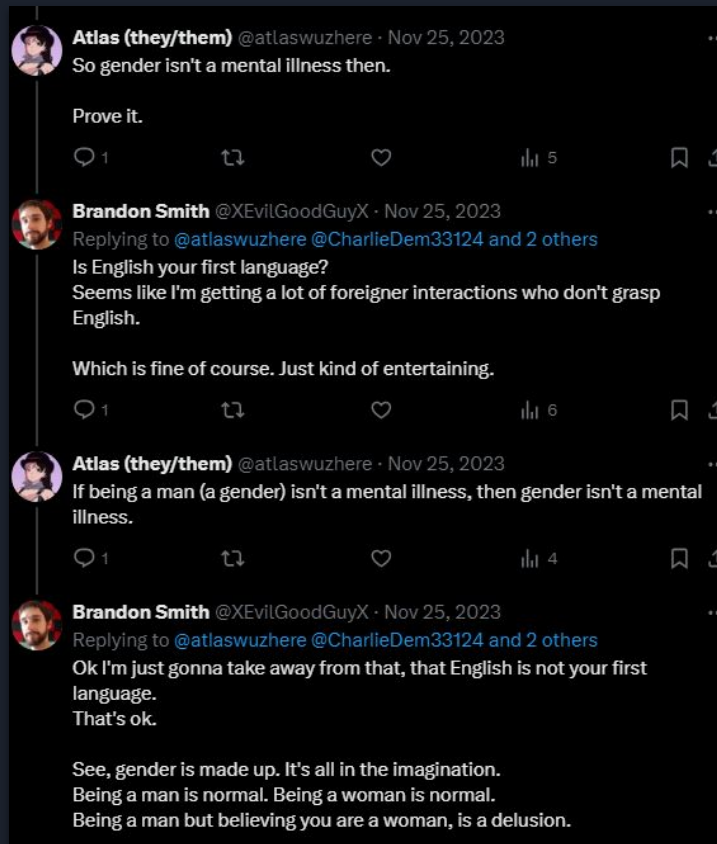 Atlas (they/them) @atlaswuzhere · Nov 25, 2023
So gender isn't a mental illness then.
Prove it.
1 5
Brandon Smith @XEvilGoodGuyX · Nov 25, 2023
Replying to @atlaswuzhere @CharlieDem33124 and 2 others
Is English your first language?
Seems like I'm getting a lot of foreigner interactions who don't grasp
English.
Which is fine of course. Just kind of entertaining.
1 6
Atlas (they/them) @atlaswuzhere · Nov 25, 2023
If being a man (a gender) isn't a mental illness, then gender isn't a mental
illness.
1 4
Brandon Smith @XEvilGoodGuyX · Nov 25, 2023
Replying to @atlaswuzhere @CharlieDem33124 and 2 others
Ok I'm just gonna take away from that, that English is not your first
language.
That's ok.
See, gender is made up. It's all in the imagination.
Being a man is normal. Being a woman is normal.
Being a man but believing you are a woman, is a delusion.